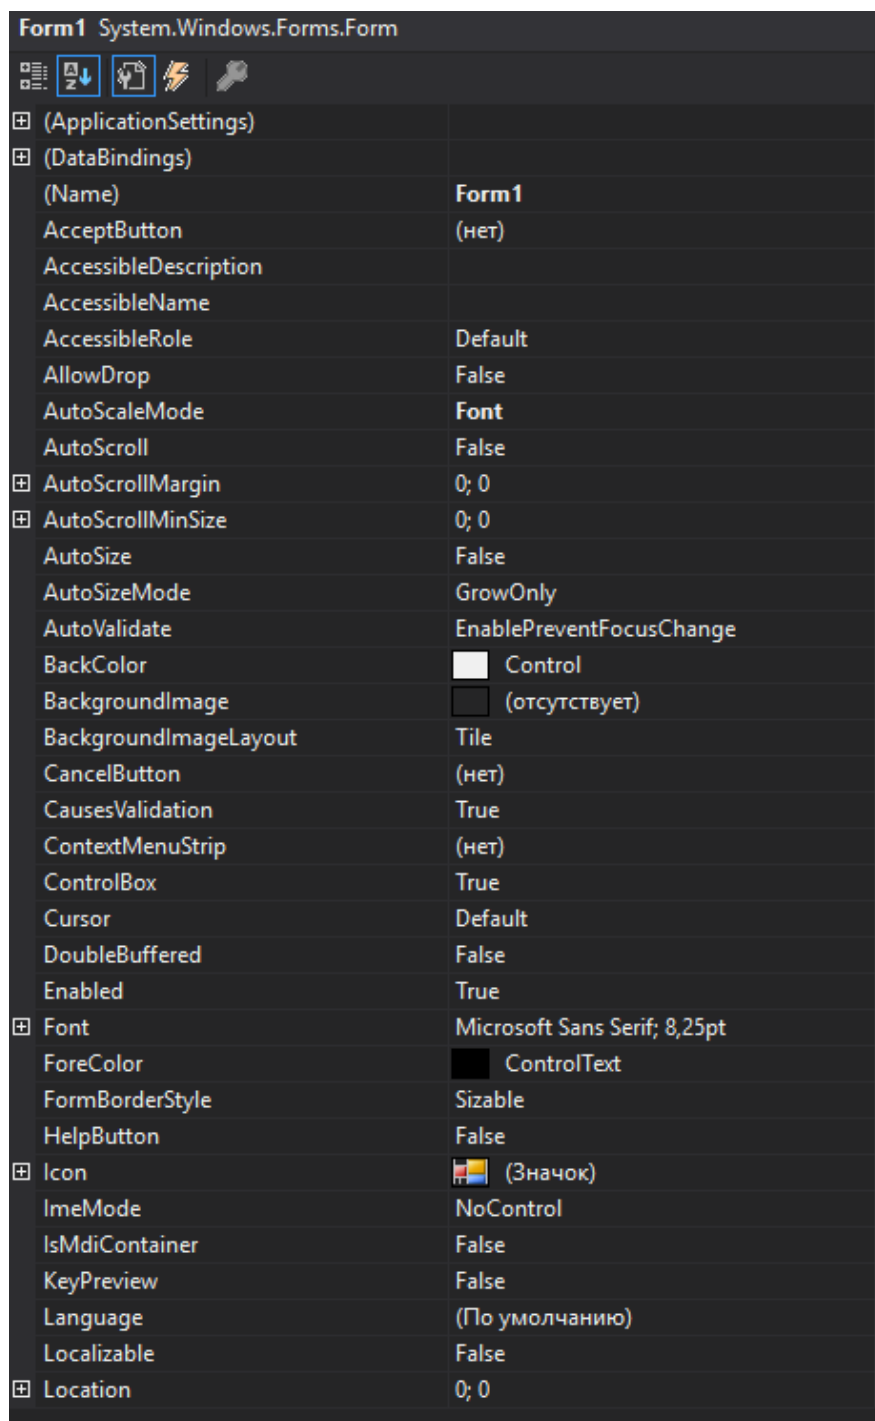 Form1 System.Windows.Forms.Form
(ApplicationSettings)
(DataBindings)
(Name) Form1
AcceptButton (нет)
AccessibleDescription
AccessibleName
AccessibleRole Default
AllowDrop False
AutoScaleMode Font
AutoScroll False
AutoScrollMargin 0; 0
AutoScrollMinSize 0; 0
AutoSize False
AutoSizeMode GrowOnly
AutoValidate EnablePreventFocusChange
BackColor Control
BackgroundImage (отсутствует)
BackgroundImageLayout Tile
CancelButton (нет)
CausesValidation True
ContextMenuStrip (нет)
ControlBox True
Cursor Default
DoubleBuffered False
Enabled True
Font Microsoft Sans Serif; 8,25pt
ForeColor ControlText
FormBorderStyle Sizable
HelpButton False
Icon (Значок)
ImeMode NoControl
IsMdiContainer False
KeyPreview False
Language (По умолчанию)
Localizable False
Location 0; 0